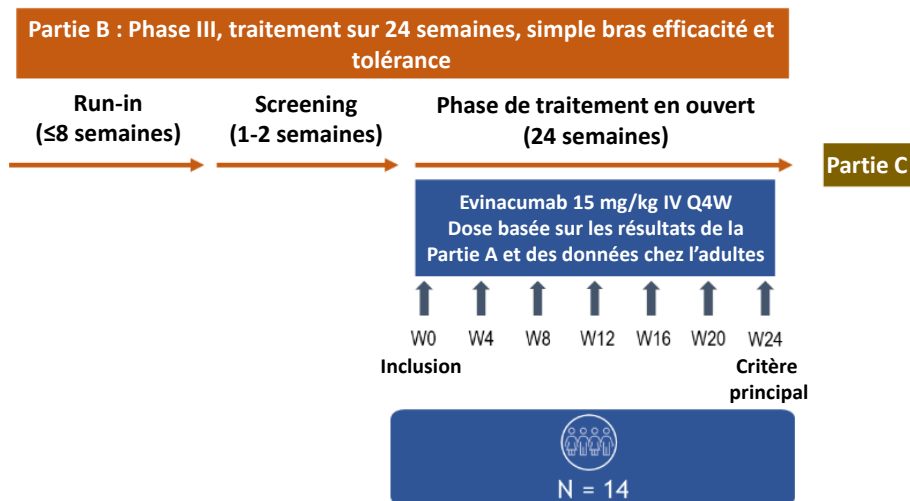 Partie B : Phase III, traitement sur 24 semaines, simple bras efficacité et
tolérance
Run-in
(≤8 semaines)
Screening
(1-2 semaines)
Phase de traitement en ouvert
(24 semaines)
Partie C
Evinacumab 15 mg/kg IV Q4W
Dose basée sur les résultats de la
Partie A et des données chez l’adultes
W0 W4 W8 W12 W16 W20 W24
Inclusion
Critère
principal
N = 14